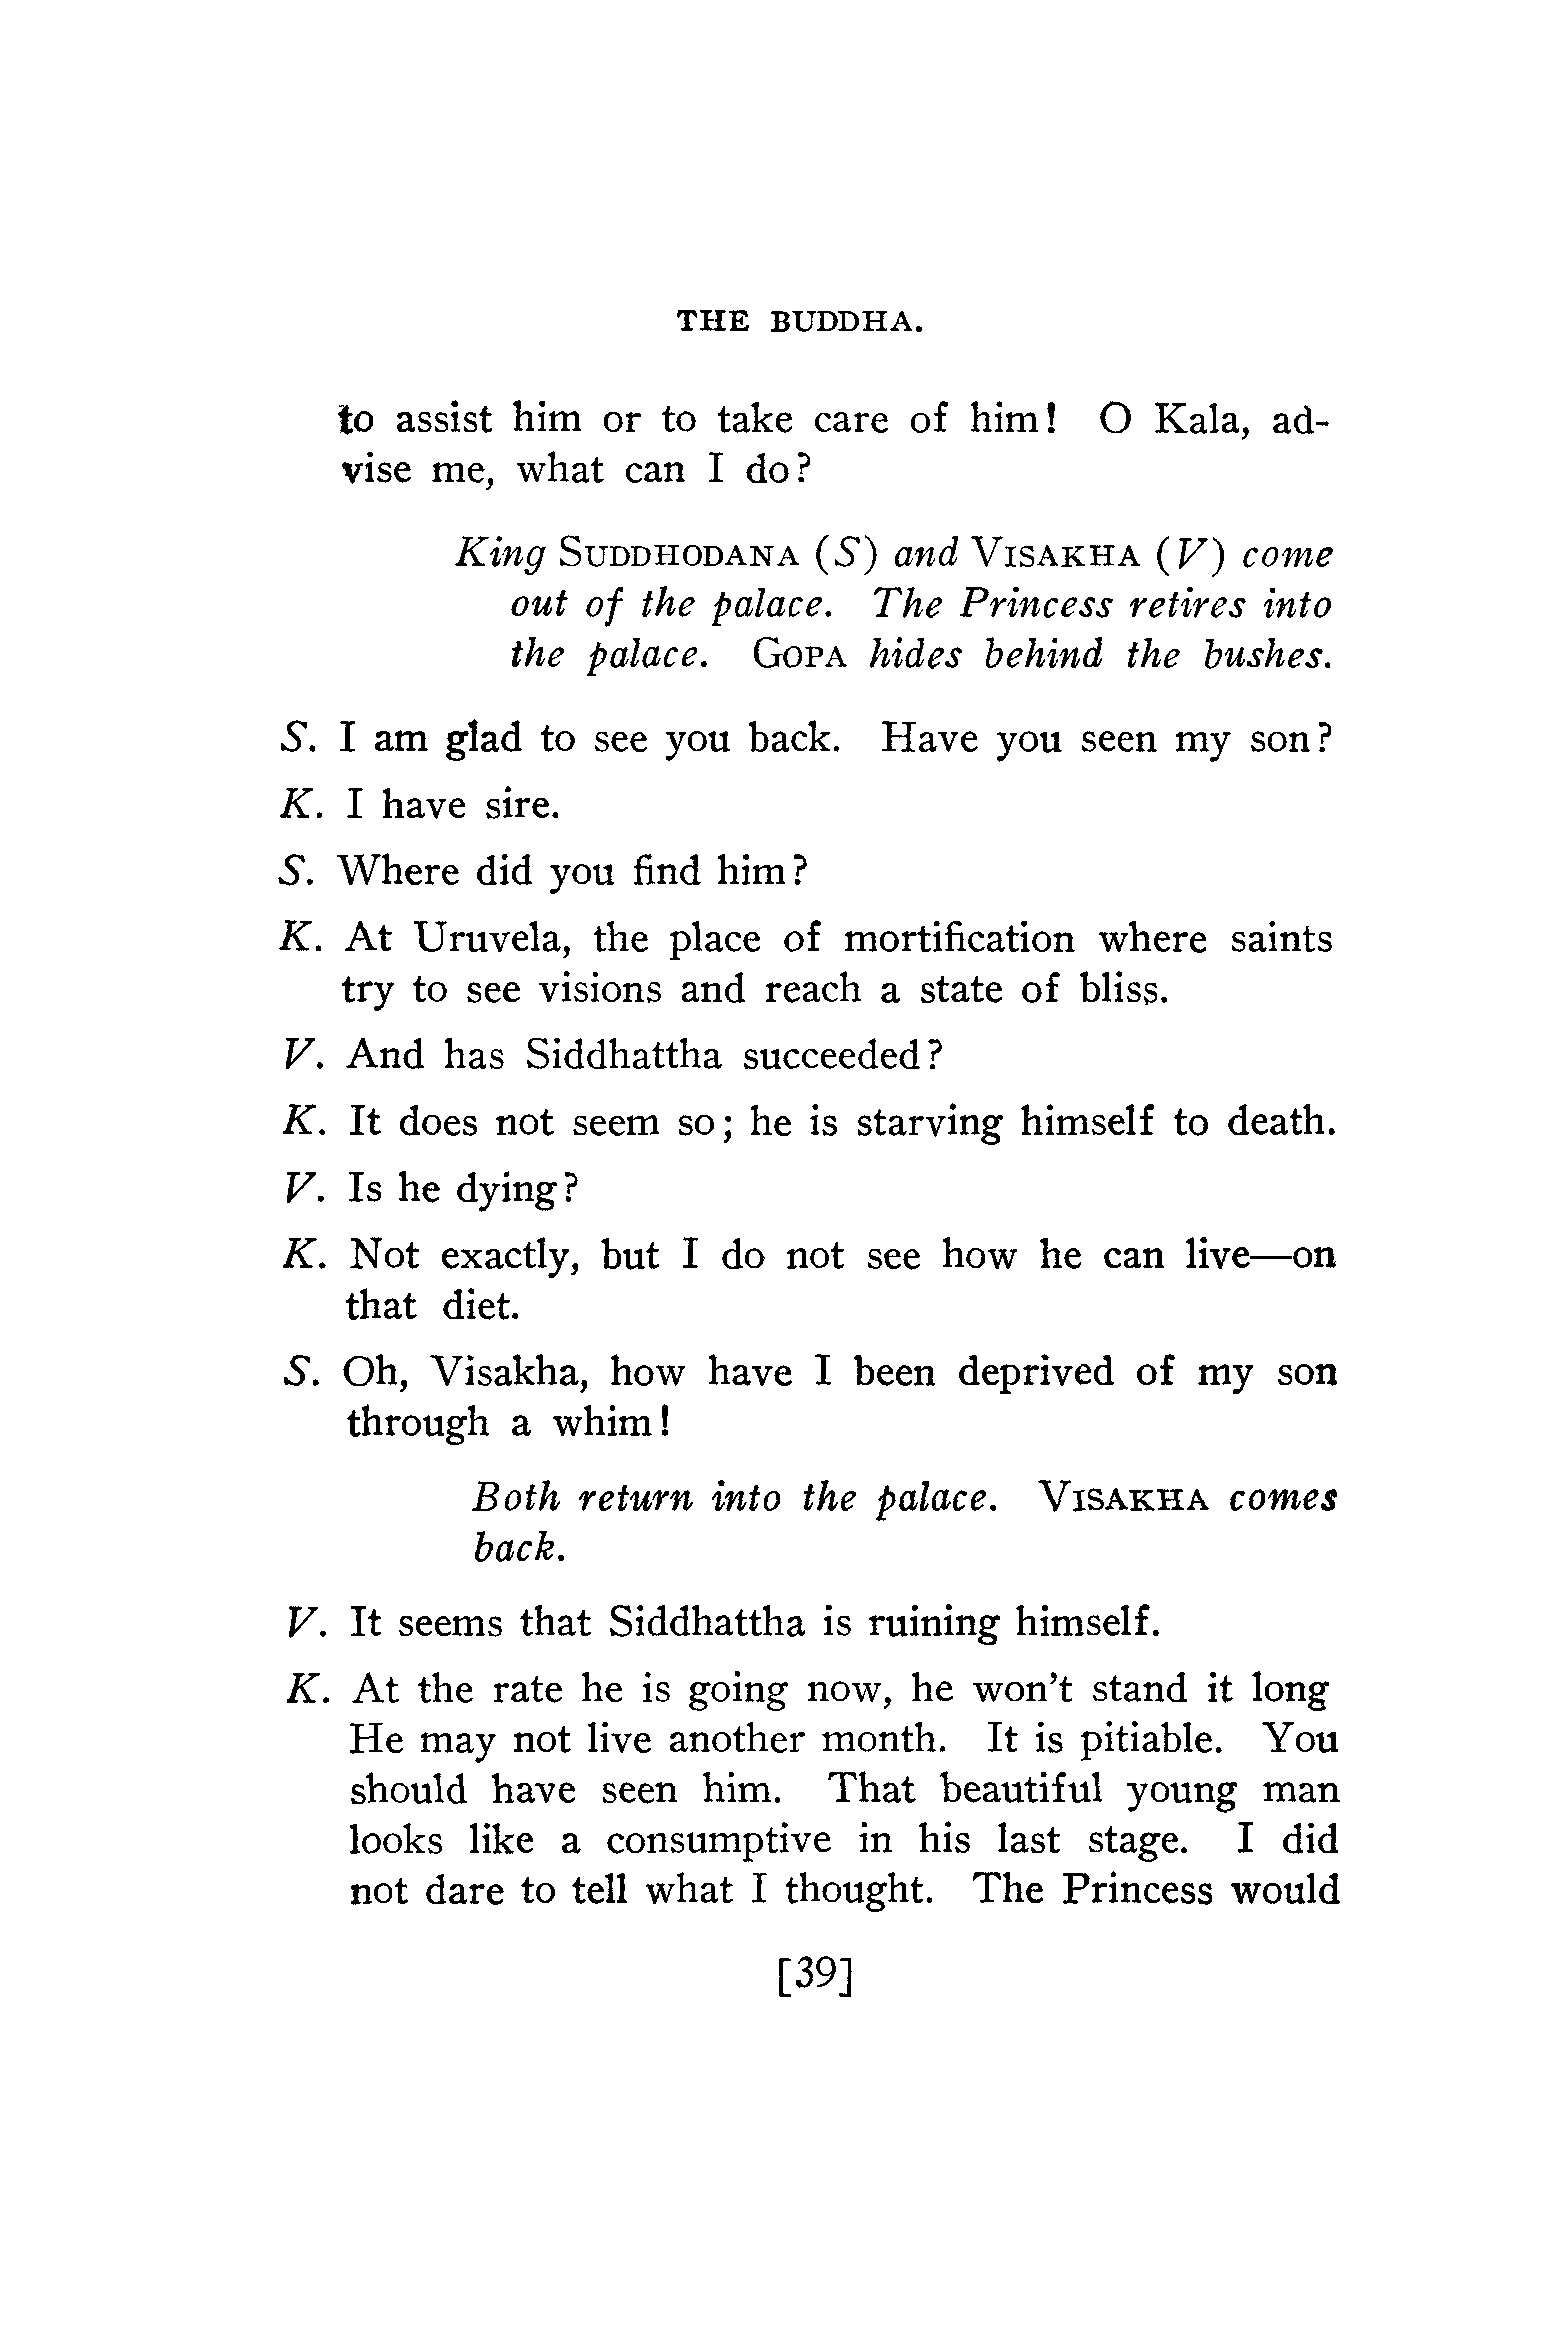 THE BUDDHA.
to assist him or to take care of him! O Kala, ad-
vise me, what can I do?
King SUDDHODANA (S) and VISAKHA (V) come
out of the palace. The Princess retires into
the palace. GOPA hides behind the bushes.
S. I am glad to see you back. Have you seen my son?
K. I have sire.
S. Where did you find him?
K. At Uruvela, the place of mortification where saints
try to see visions and reach a state of bliss.
V. And has Siddhattha succeeded?
K. It does not seem so; he is starving himself to death.
V. Is he dying?
K. Not exactly, but I do not see how he can live—on
that diet.
S. Oh, Visakha, how have I been deprived of my son
through a whim!
Both return into the palace. VISAKHA comes
back.
V. It seems that Siddhattha is ruining himself.
K. At the rate he is going now, he won't stand it long
He may not live another month. It is pitiable. You
should have seen him. That beautiful young man
looks like a consumptive in his last stage. I did
not dare to tell what I thought. The Princess would
[39]